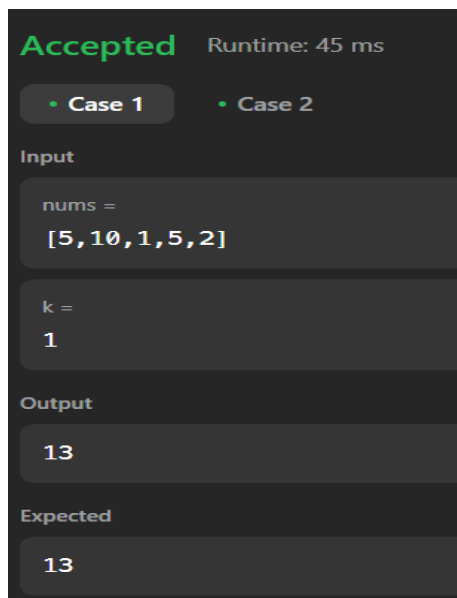 Accepted Runtime: 45 ms
• Case 1 • Case 2
Input
nums =
[5,10,1,5,2]
k =
1
Output
13
Expected
13